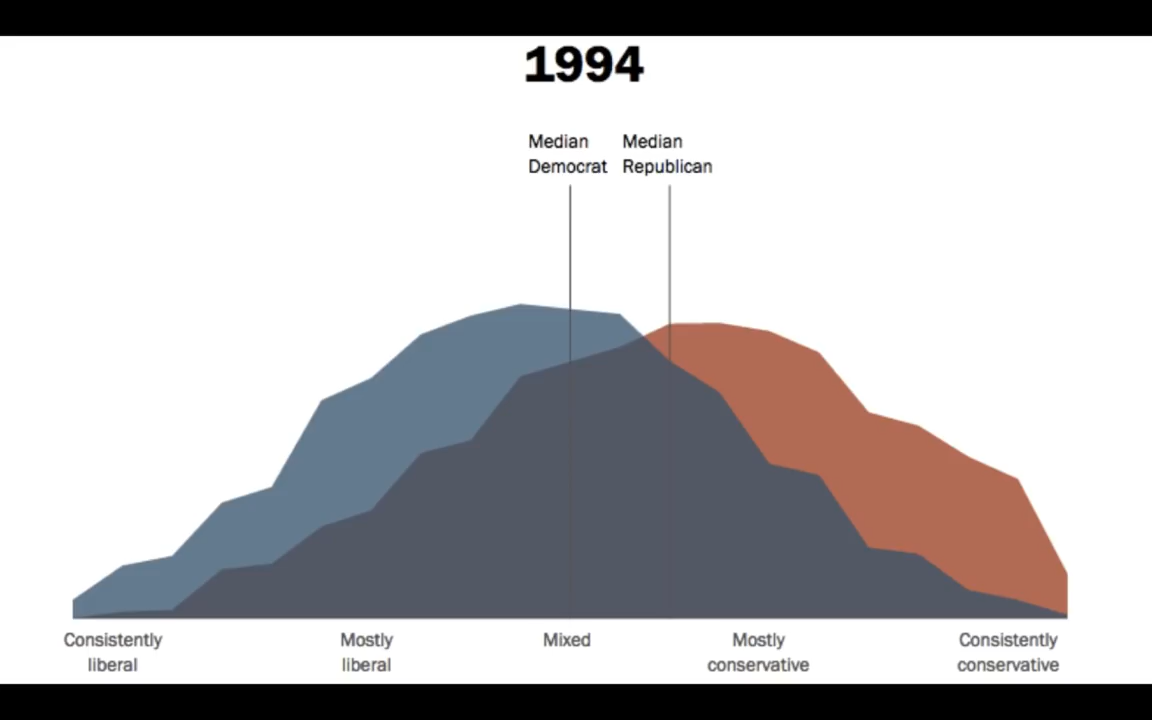 1994
Median
Democrat
Median
Republican
Consistently
liberal
Mostly
liberal
Mixed
Mostly
conservative
Consistently
conservative